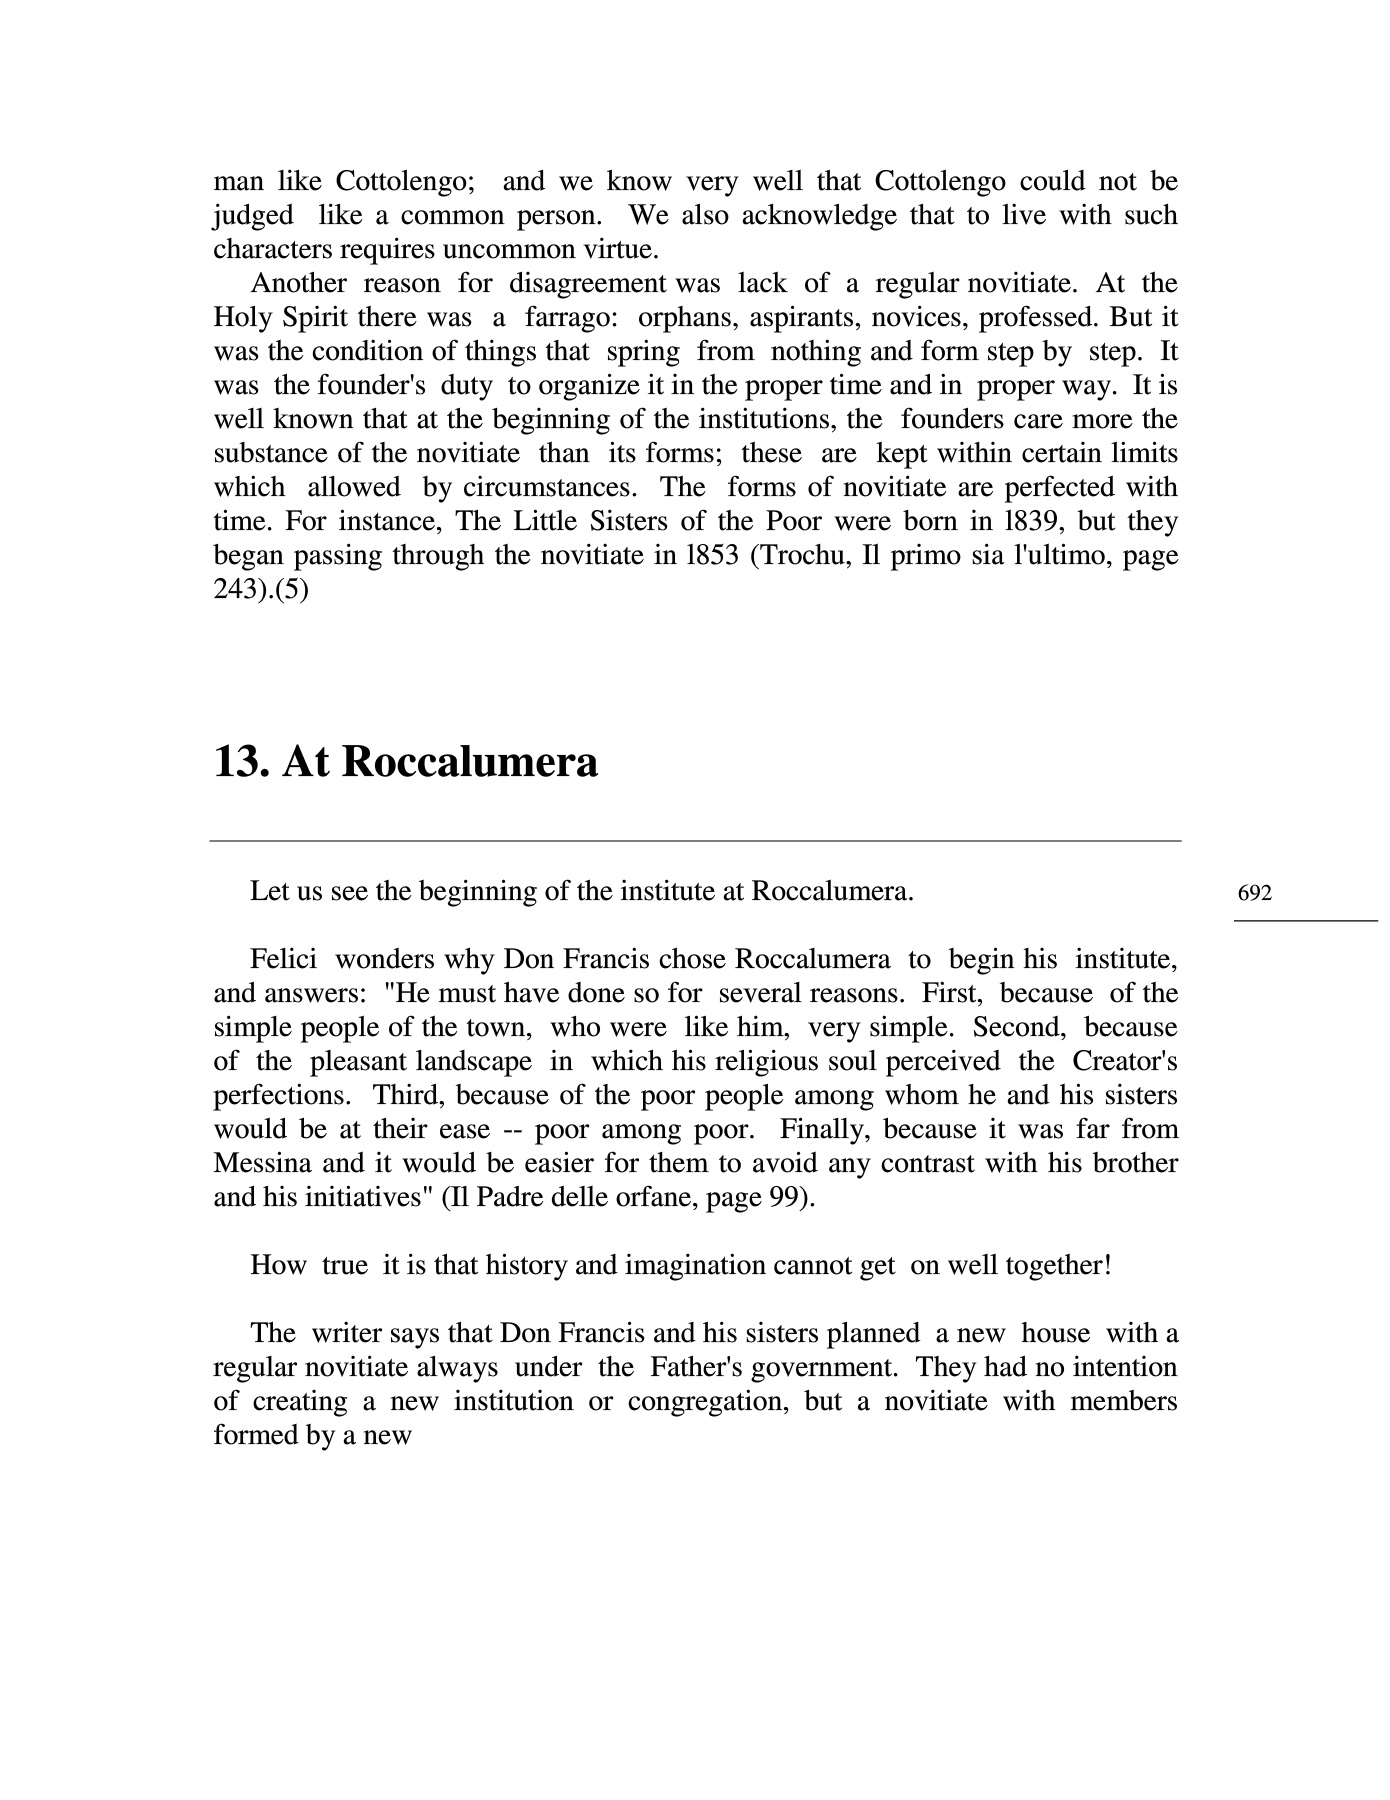 man like Cottolengo; and we know very well that Cottolengo could not be
judged like a common person. We also acknowledge that to live with such
characters requires uncommon virtue.
Another reason for disagreement was lack of a regular novitiate. At the
Holy Spirit there was a farrago: orphans, aspirants, novices, professed. But it
was the condition of things that spring from nothing and form step by step. It
was the founder's duty to organize it in the proper time and in proper way. It is
well known that at the beginning of the institutions, the founders care more the
substance of the novitiate than its forms; these are kept within certain limits
which allowed by circumstances. The forms of novitiate are perfected with
time. For instance, The Little Sisters of the Poor were born in l839, but they
began passing through the novitiate in l853 (Trochu, Il primo sia l'ultimo, page
243).(5)
13. At Roccalumera
Let us see the beginning of the institute at Roccalumera.
692
Felici wonders why Don Francis chose Roccalumera to begin his institute,
and answers: "He must have done so for several reasons. First, because of the
simple people of the town, who were like him, very simple. Second, because
of the pleasant landscape in which his religious soul perceived the Creator's
perfections. Third, because of the poor people among whom he and his sisters
would be at their ease -- poor among poor. Finally, because it was far from
Messina and it would be easier for them to avoid any contrast with his brother
and his initiatives" (Il Padre delle orfane, page 99).
How true it is that history and imagination cannot get on well together!
The writer says that Don Francis and his sisters planned a new house with a
regular novitiate always under the Father's government. They had no intention
of creating a new institution or congregation, but a novitiate with members
formed by a new